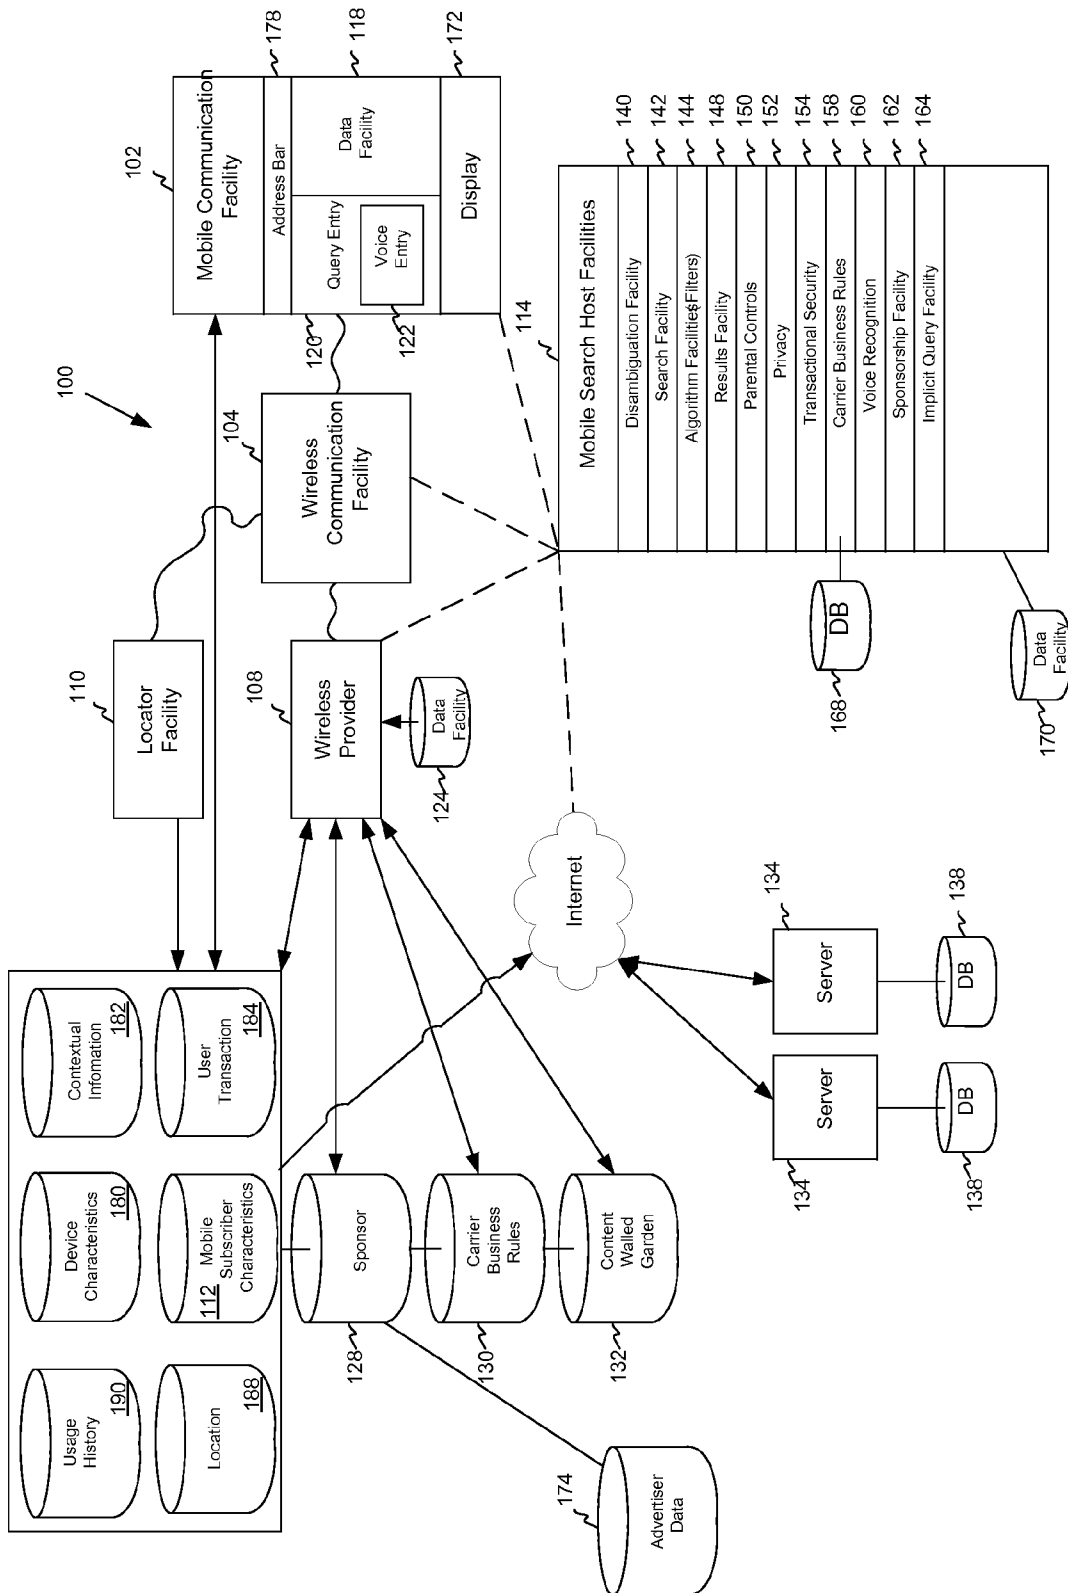 100
102
Mobile Communication
Facility
178
Address Bar
118
Data
Facility
120
Query Entry
122
Voice
Entry
172
Display
104
Wireless
Communication
Facility
110
Locator
Facility
108
Wireless
Provider
124
Data
Facility
114
Mobile Search Host Facilities
Disambiguation Facility
140
Search Facility
142
Algorithm Facilities(Filters)
144
Results Facility
148
Parental Controls
150
Privacy
152
Transactional Security
154
Carrier Business Rules
158
Voice Recognition
160
Sponsorship Facility
162
Implicit Query Facility
164
DB
168
Data
Facility
170
Usage
History
190
Device
Characteristics
180
Contextual
Infomation
182
Location
188
112
Mobile
Subscriber
Characteristics
User
Transaction
184
Sponsor
128
Carrier
Business
Rules
130
Content
Walled
Garden
132
Advertiser
Data
174
Internet
134
Server
138
DB
134
Server
138
DB